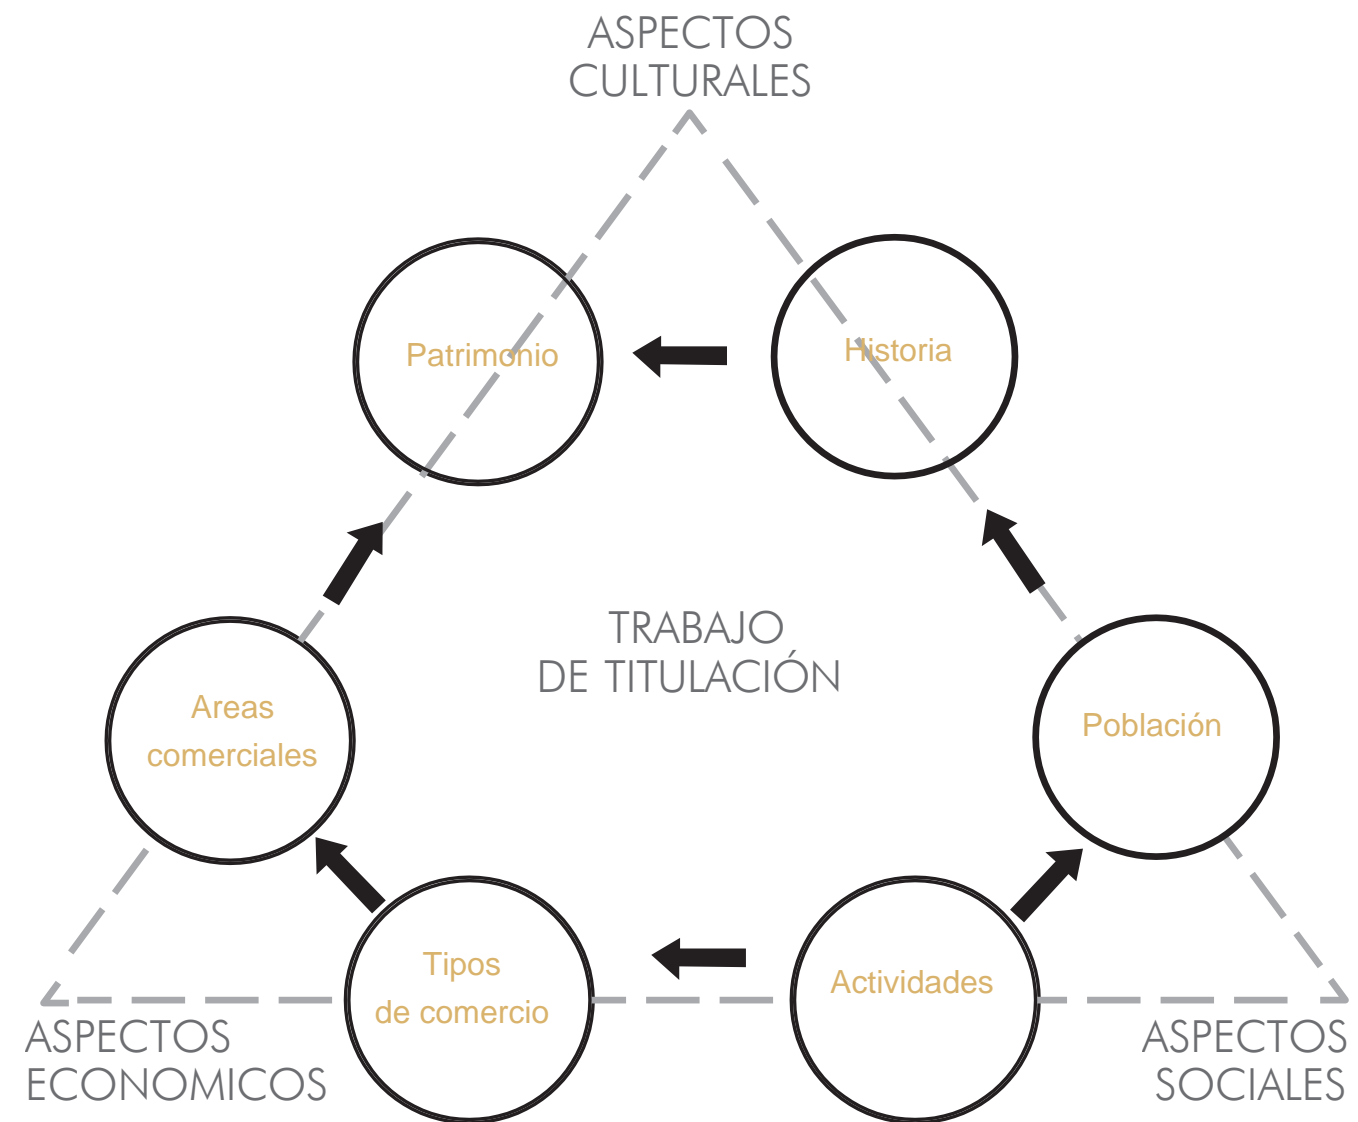 ASPECTOS
CULTURALES
Patrimonio
Historia
TRABAJO
DE TITULACIÓN
Areas
comerciales
Población
Tipos
de comercio
Actividades
ASPECTOS
ECONOMICOS
ASPECTOS
SOCIALES